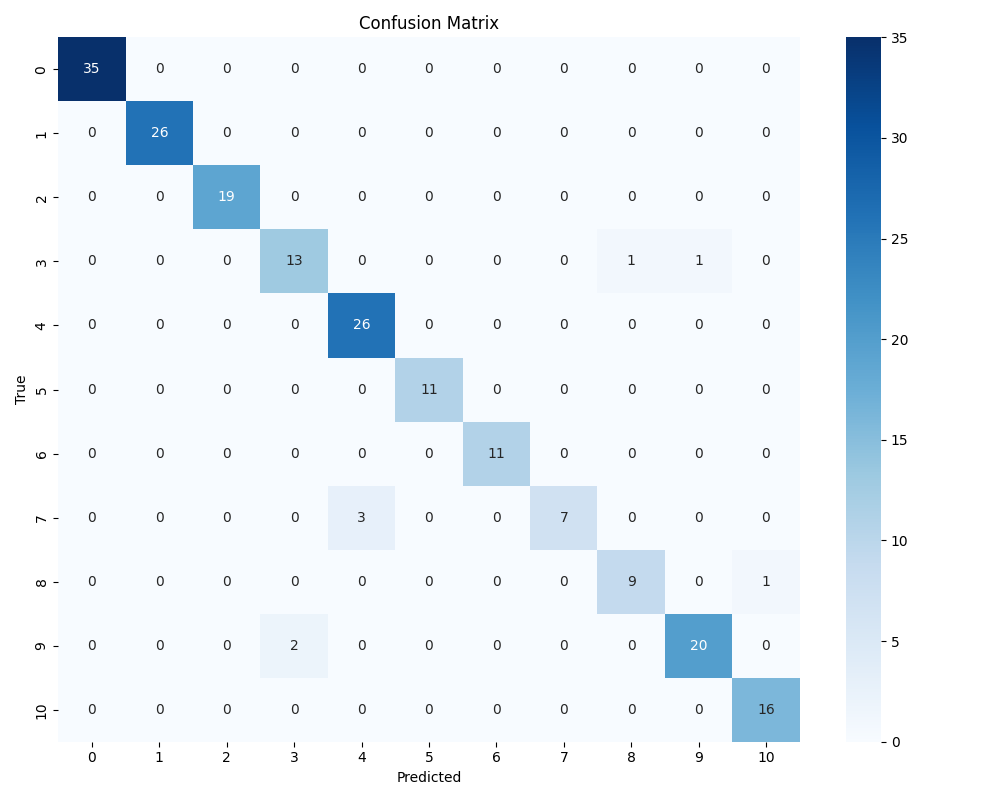 Confusion Matrix
0 35 0 0 0 0 0 0 0 0 0 0
1 0 26 0 0 0 0 0 0 0 0 0
2 0 0 19 0 0 0 0 0 0 0 0
3 0 0 0 13 0 0 0 0 1 1 0
4 0 0 0 0 26 0 0 0 0 0 0
5 0 0 0 0 0 11 0 0 0 0 0
6 0 0 0 0 0 0 11 0 0 0 0
7 0 0 0 0 3 0 0 7 0 0 0
8 0 0 0 0 0 0 0 0 9 0 1
9 0 0 0 2 0 0 0 0 0 20 0
10 0 0 0 0 0 0 0 0 0 0 16
True
0 1 2 3 4 5 6 7 8 9 10
Predicted
35
30
25
20
15
10
5
0